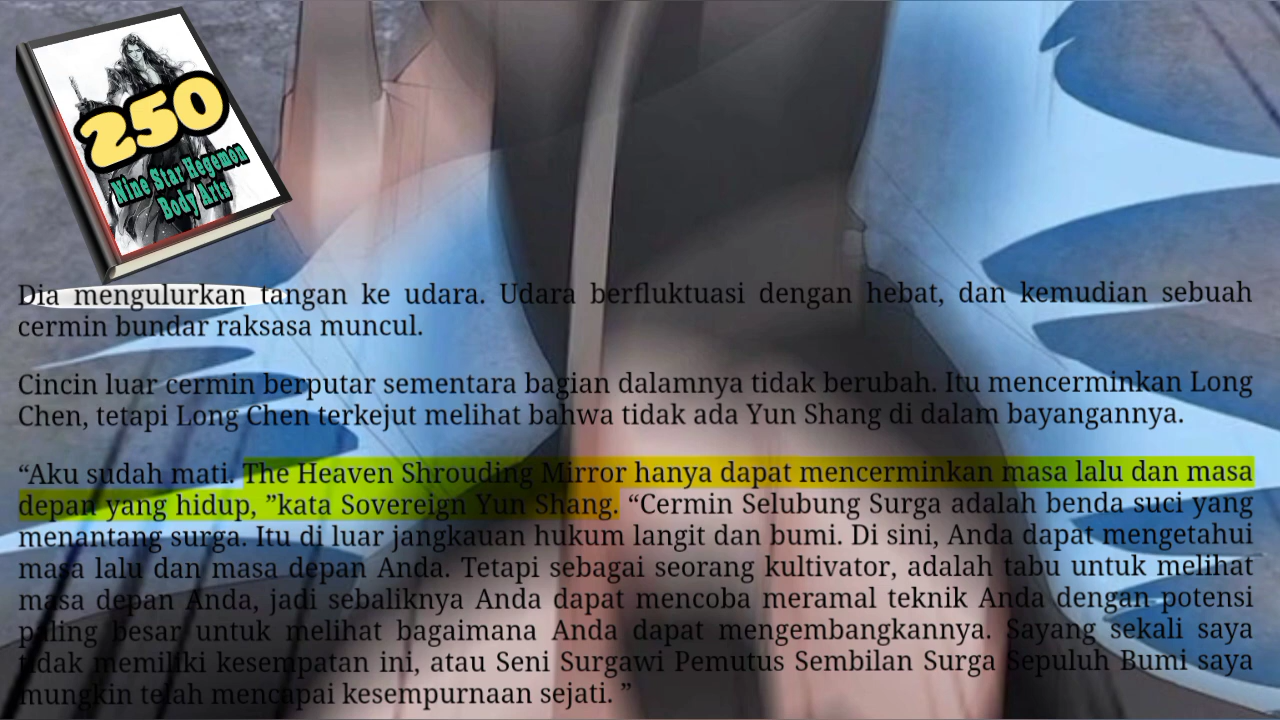 250
Nine Star Hegemon
Body Arts
Dia mengulurkan tangan ke udara. Udara berfluktuasi dengan hebat, dan kemudian sebuah
cermin bundar raksasa muncul.
Cincin luar cermin berputar sementara bagian dalamnya tidak berubah. Itu mencerminkan Long
Chen, tetapi Long Chen terkejut melihat bahwa tidak ada Yun Shang di dalam bayangannya.
“Aku sudah mati. The Heaven Shrouding Mirror hanya dapat mencerminkan masa lalu dan masa
depan yang hidup, ”kata Sovereign Yun Shang. “Cermin Selubung Surga adalah benda suci yang
menantang surga. Itu di luar jangkauan hukum langit dan bumi. Di sini, Anda dapat mengetahui
masa lalu dan masa depan Anda. Tetapi sebagai seorang kultivator, adalah tabu untuk melihat
masa depan Anda, jadi sebaliknya Anda dapat mencoba meramal teknik Anda dengan potensi
paling besar untuk melihat bagaimana Anda dapat mengembangkannya. Sayang sekali saya
tidak memiliki kesempatan ini, atau Seni Surgawi Pemutus Sembilan Surga Sepuluh Bumi saya
mungkin telah mencapai kesempurnaan sejati. ”